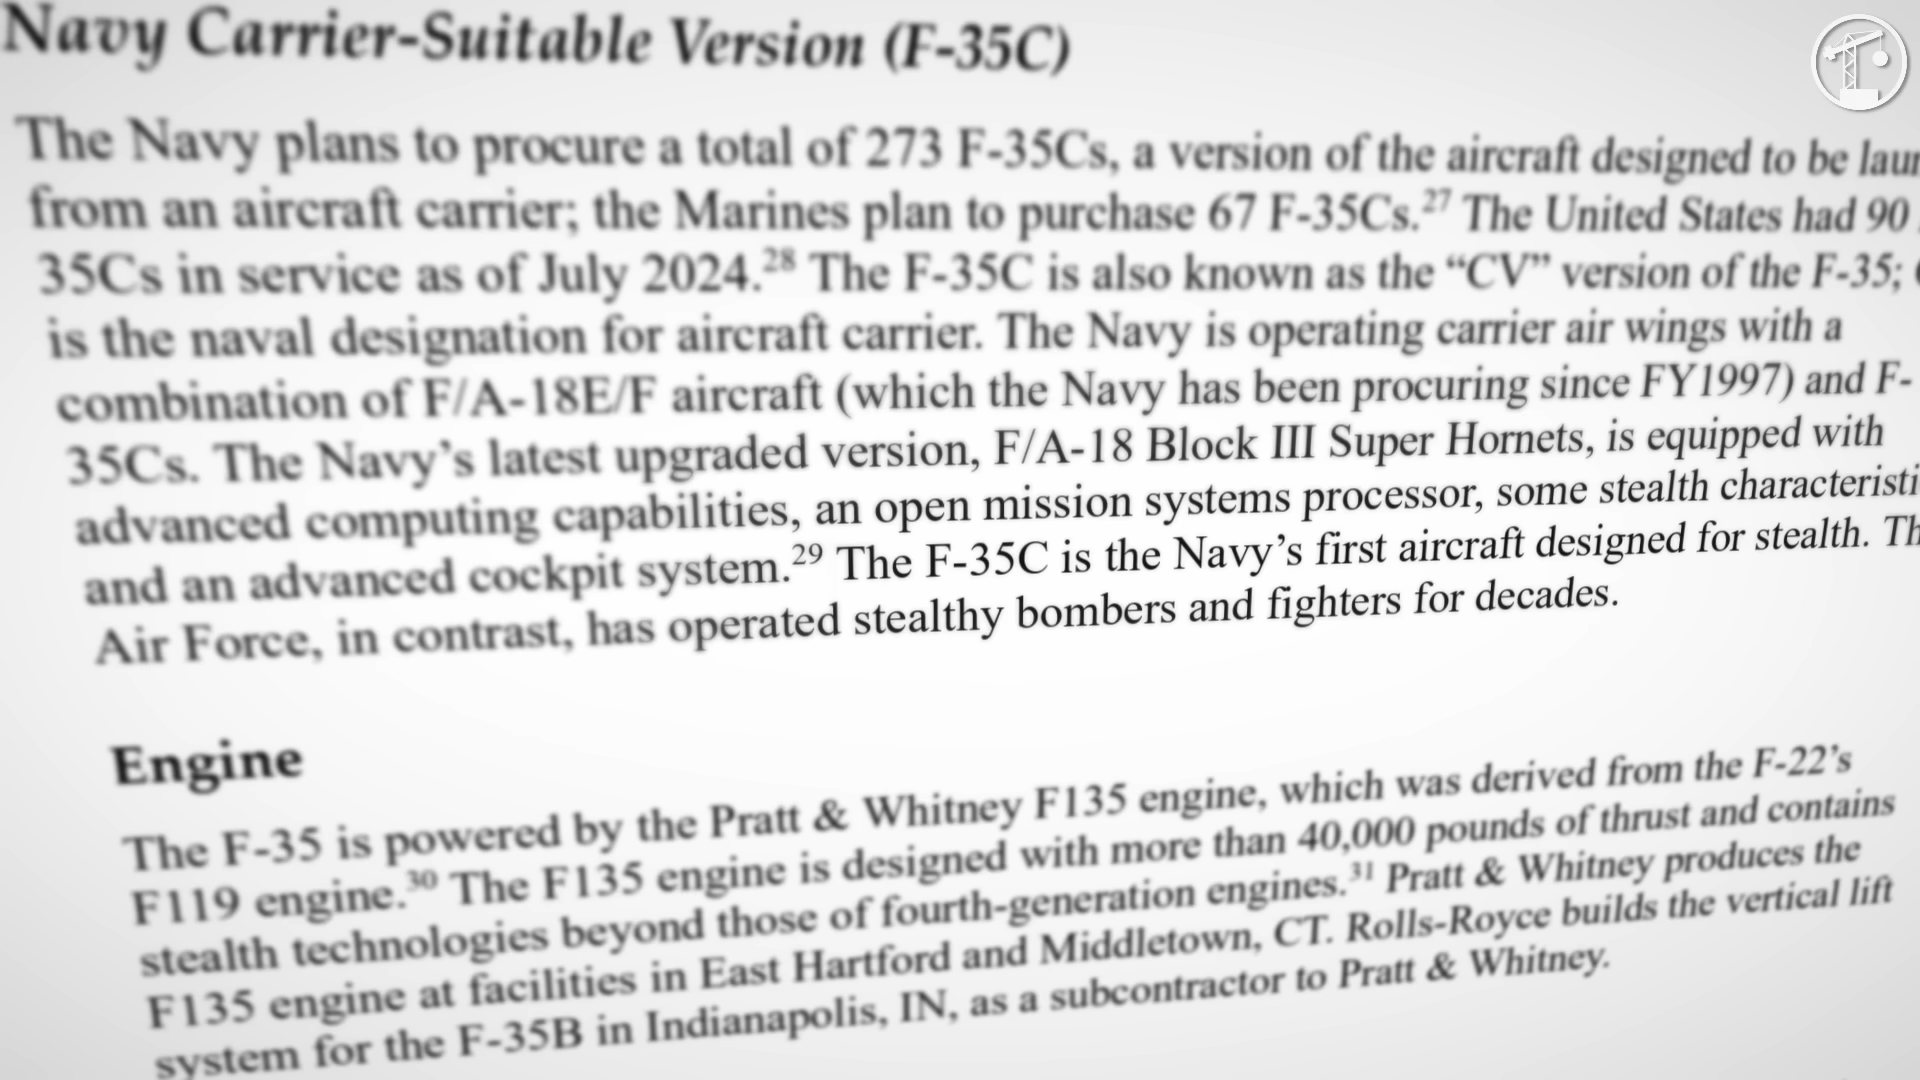 Navy Carrier-Suitable Version (F-35C)
The Navy plans to procure a total of 273 F-35Cs, a version of the aircraft designed to be
from an aircraft carrier; the Marines plan to purchase 67 F-35Cs.27 The United States had 90
35Cs in service as of July 2024.28 The F-35C is also known as the “CV” version of the F-35;
is the naval designation for aircraft carrier. The Navy is operating carrier air wings with a
combination of F/A-18E/F aircraft (which the Navy has been procuring since FY1997) and F-
35Cs. The Navy’s latest upgraded version, F/A-18 Block III Super Hornets, is equipped with
advanced computing capabilities, an open mission systems processor, some stealth
and an advanced cockpit system.29 The F-35C is the Navy’s first aircraft designed for stealth.
Air Force, in contrast, has operated stealthy bombers and fighters for decades.
Engine
The F-35 is powered by the Pratt & Whitney F135 engine, which was derived from the F-22’s
F119 engine.30 The F135 engine is designed with more than 40,000 pounds of thrust and contains
stealth technologies beyond those of fourth-generation engines.31 Pratt & Whitney produces the
F135 engine at facilities in East Hartford and Middletown, CT. Rolls-Royce builds the vertical lift
system for the F-35B in Indianapolis, IN, as a subcontractor to Pratt & Whitney.